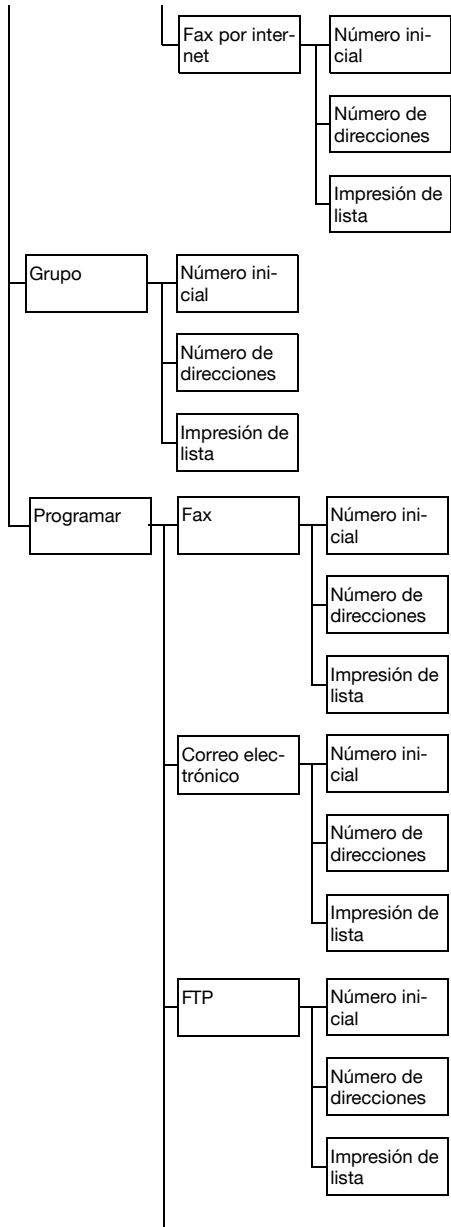 Fax por inter-
net
Número ini-
cial
Número de
direcciones
Impresión de
lista
Grupo
Número ini-
cial
Número de
direcciones
Impresión de
lista
Programar
Fax
Número ini-
cial
Número de
direcciones
Impresión de
lista
Correo elec-
trónico
Número ini-
cial
Número de
direcciones
Impresión de
lista
FTP
Número ini-
cial
Número de
direcciones
Impresión de
lista